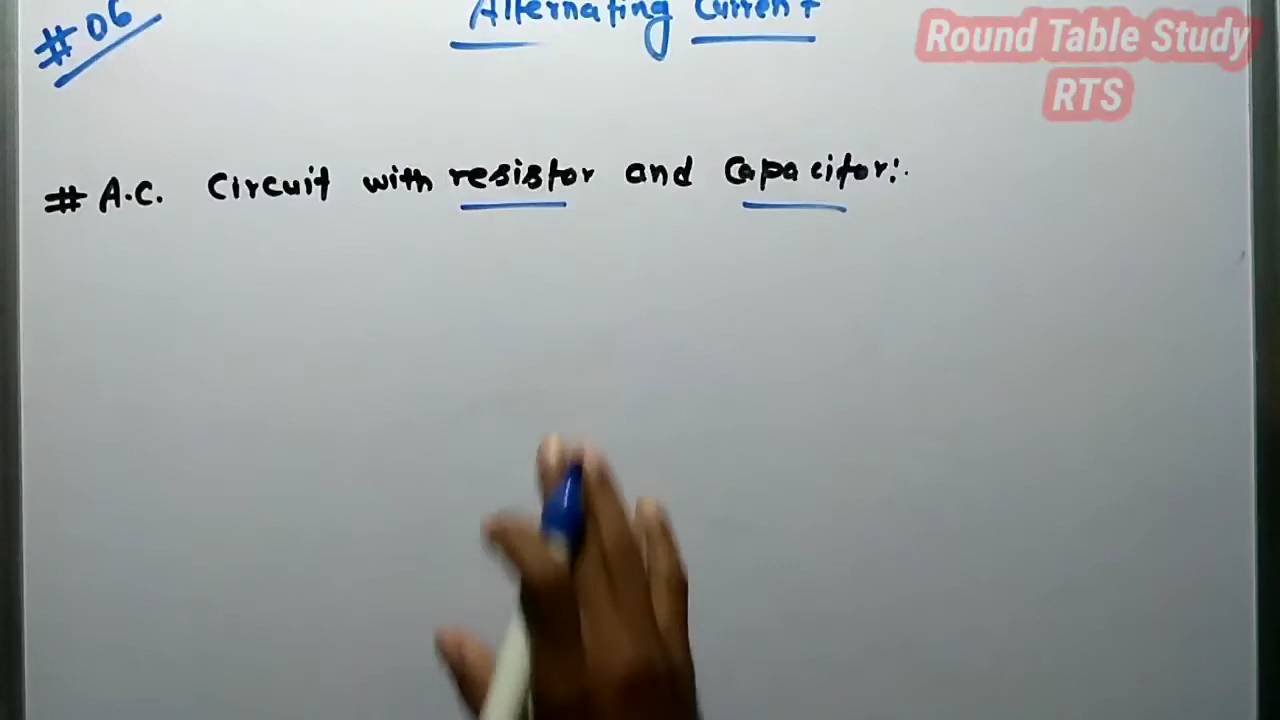 # 06
Alternating Current
Round Table Study
RTS
# A.C. Circuit with resistor and Capacitor:-